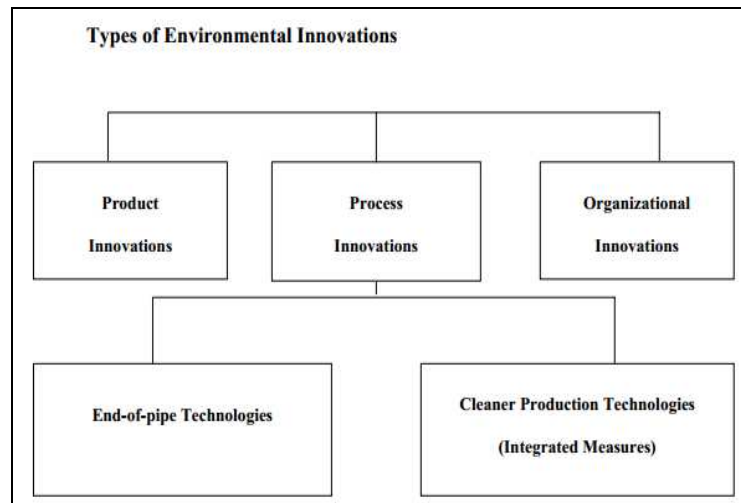 Types of Environmental Innovations
Product
Innovations
Process
Innovations
Organizational
Innovations
End-of-pipe Technologies
Cleaner Production Technologies
(Integrated Measures)